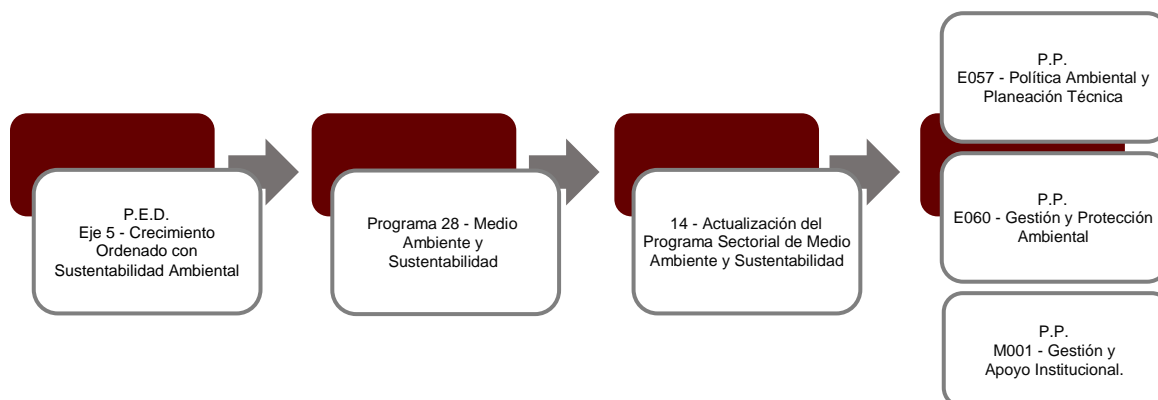 P.E.D.
Eje 5 - Crecimiento
Ordenado con
Sustentabilidad Ambiental
Programa 28 - Medio
Ambiente y
Sustentabilidad
14 - Actualización del
Programa Sectorial de Medio
Ambiente y Sustentabilidad
P.P.
E057 - Política Ambiental y
Planeación Técnica
P.P.
E060 - Gestión y Protección
Ambiental
P.P.
M001 - Gestión y
Apoyo Institucional.